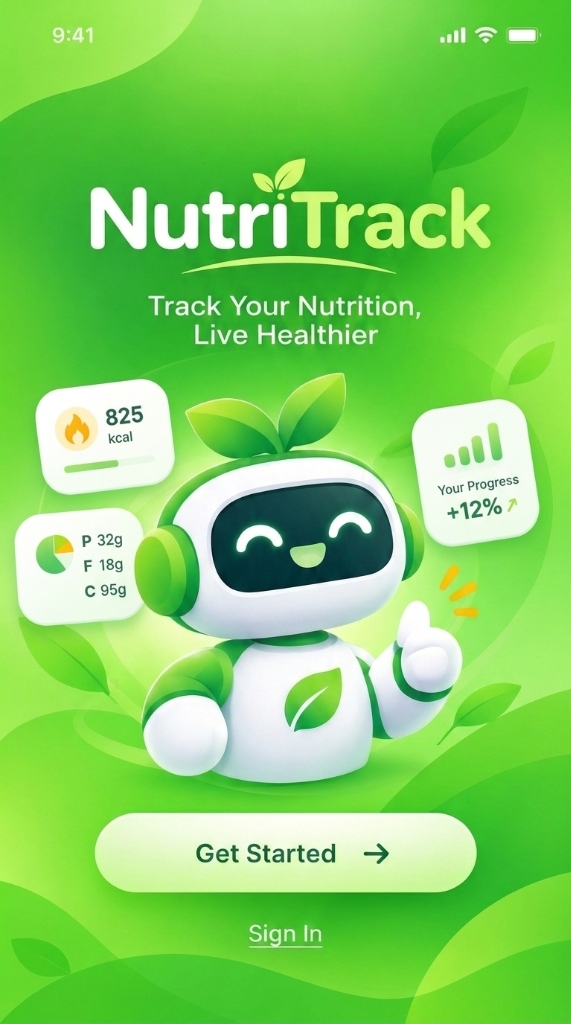 9:41
NutriTrack
Track Your Nutrition,
Live Healthier
825
kcal
P 32g
F 18g
C 95g
Your Progress
+12%
Get Started
Sign In